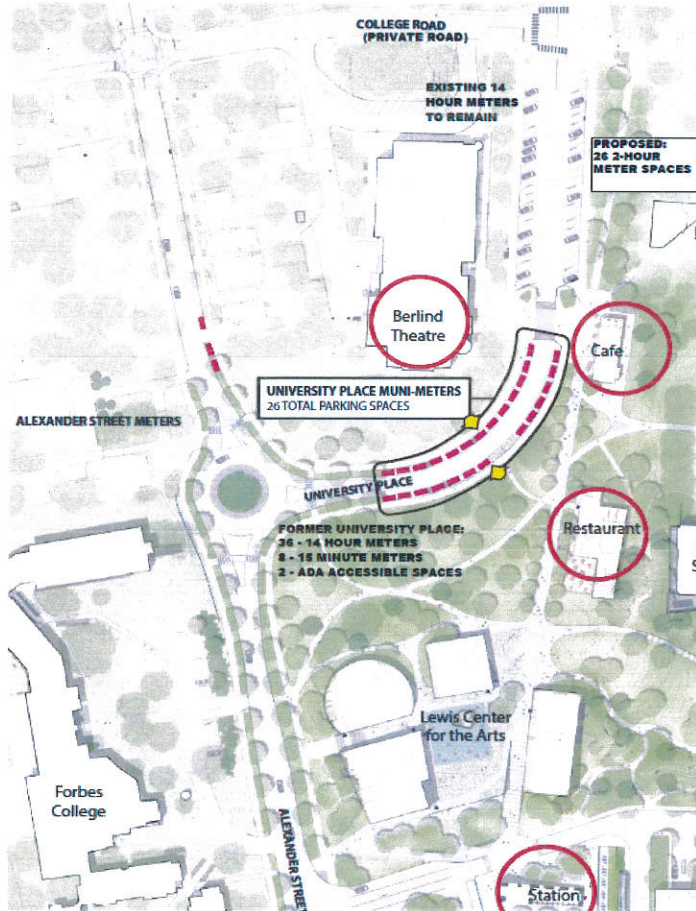 COLLEGE ROAD
(PRIVATE ROAD)
EXISTING 14
HOUR METERS
TO REMAIN
PROPOSED:
26 2-HOUR
METER SPACES
Berlind
Theatre
Cafe
UNIVERSITY PLACE MUNI-METERS
26 TOTAL PARKING SPACES
ALEXANDER STREET METERS
UNIVERSITY PLACE
FORMER UNIVERSITY PLACE:
36 - 14 HOUR METERS
8 - 15 MINUTE METERS
2 - ADA ACCESSIBLE SPACES
Restaurant
S
Lewis Center
for the Arts
Forbes
College
ALEXANDER STREET
Station